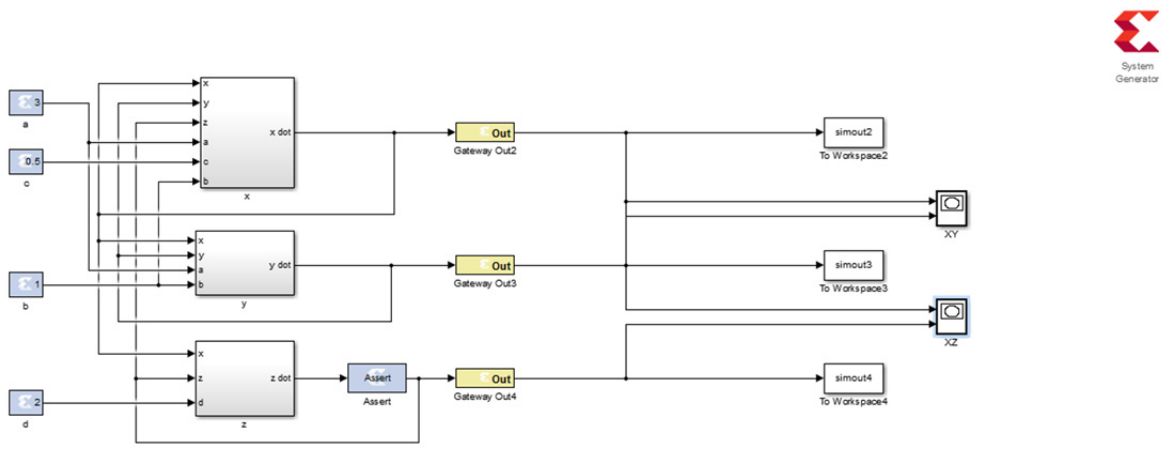 System
Generator
3
a
0.5
c
x
y
z
a
c
b
x dot
x
Out
Gateway Out2
simout2
To Workspace2
XY
1
b
x
y
a
b
y dot
y
Out
Gateway Out3
simout3
To Workspace3
XZ
2
d
x
z
d
z dot
z
Assert
Assert
Out
Gateway Out4
simout4
To Workspace4